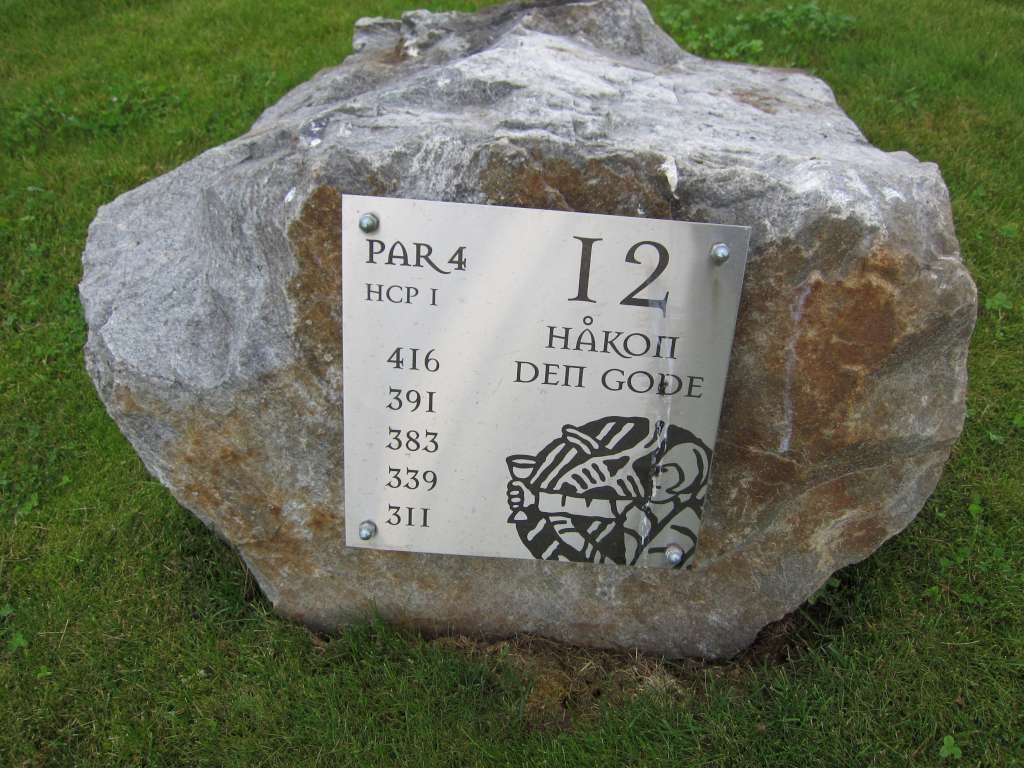 PAR 4
HCP 1
416
391
383
339
311
12
HÅKON
DEN GODE